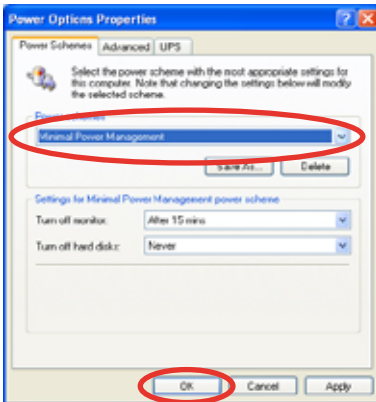 Power Options Properties
Power Schemes Advanced UPS
Select the power scheme with the most appropriate settings for
this computer. Note that changing the settings below will modify
the selected scheme.
Power schemes
Minimal Power Management
Save As... Delete
Settings for Minimal Power Management power scheme
Turn off monitor: After 15 mins
Turn off hard disks: Never
OK Cancel Apply